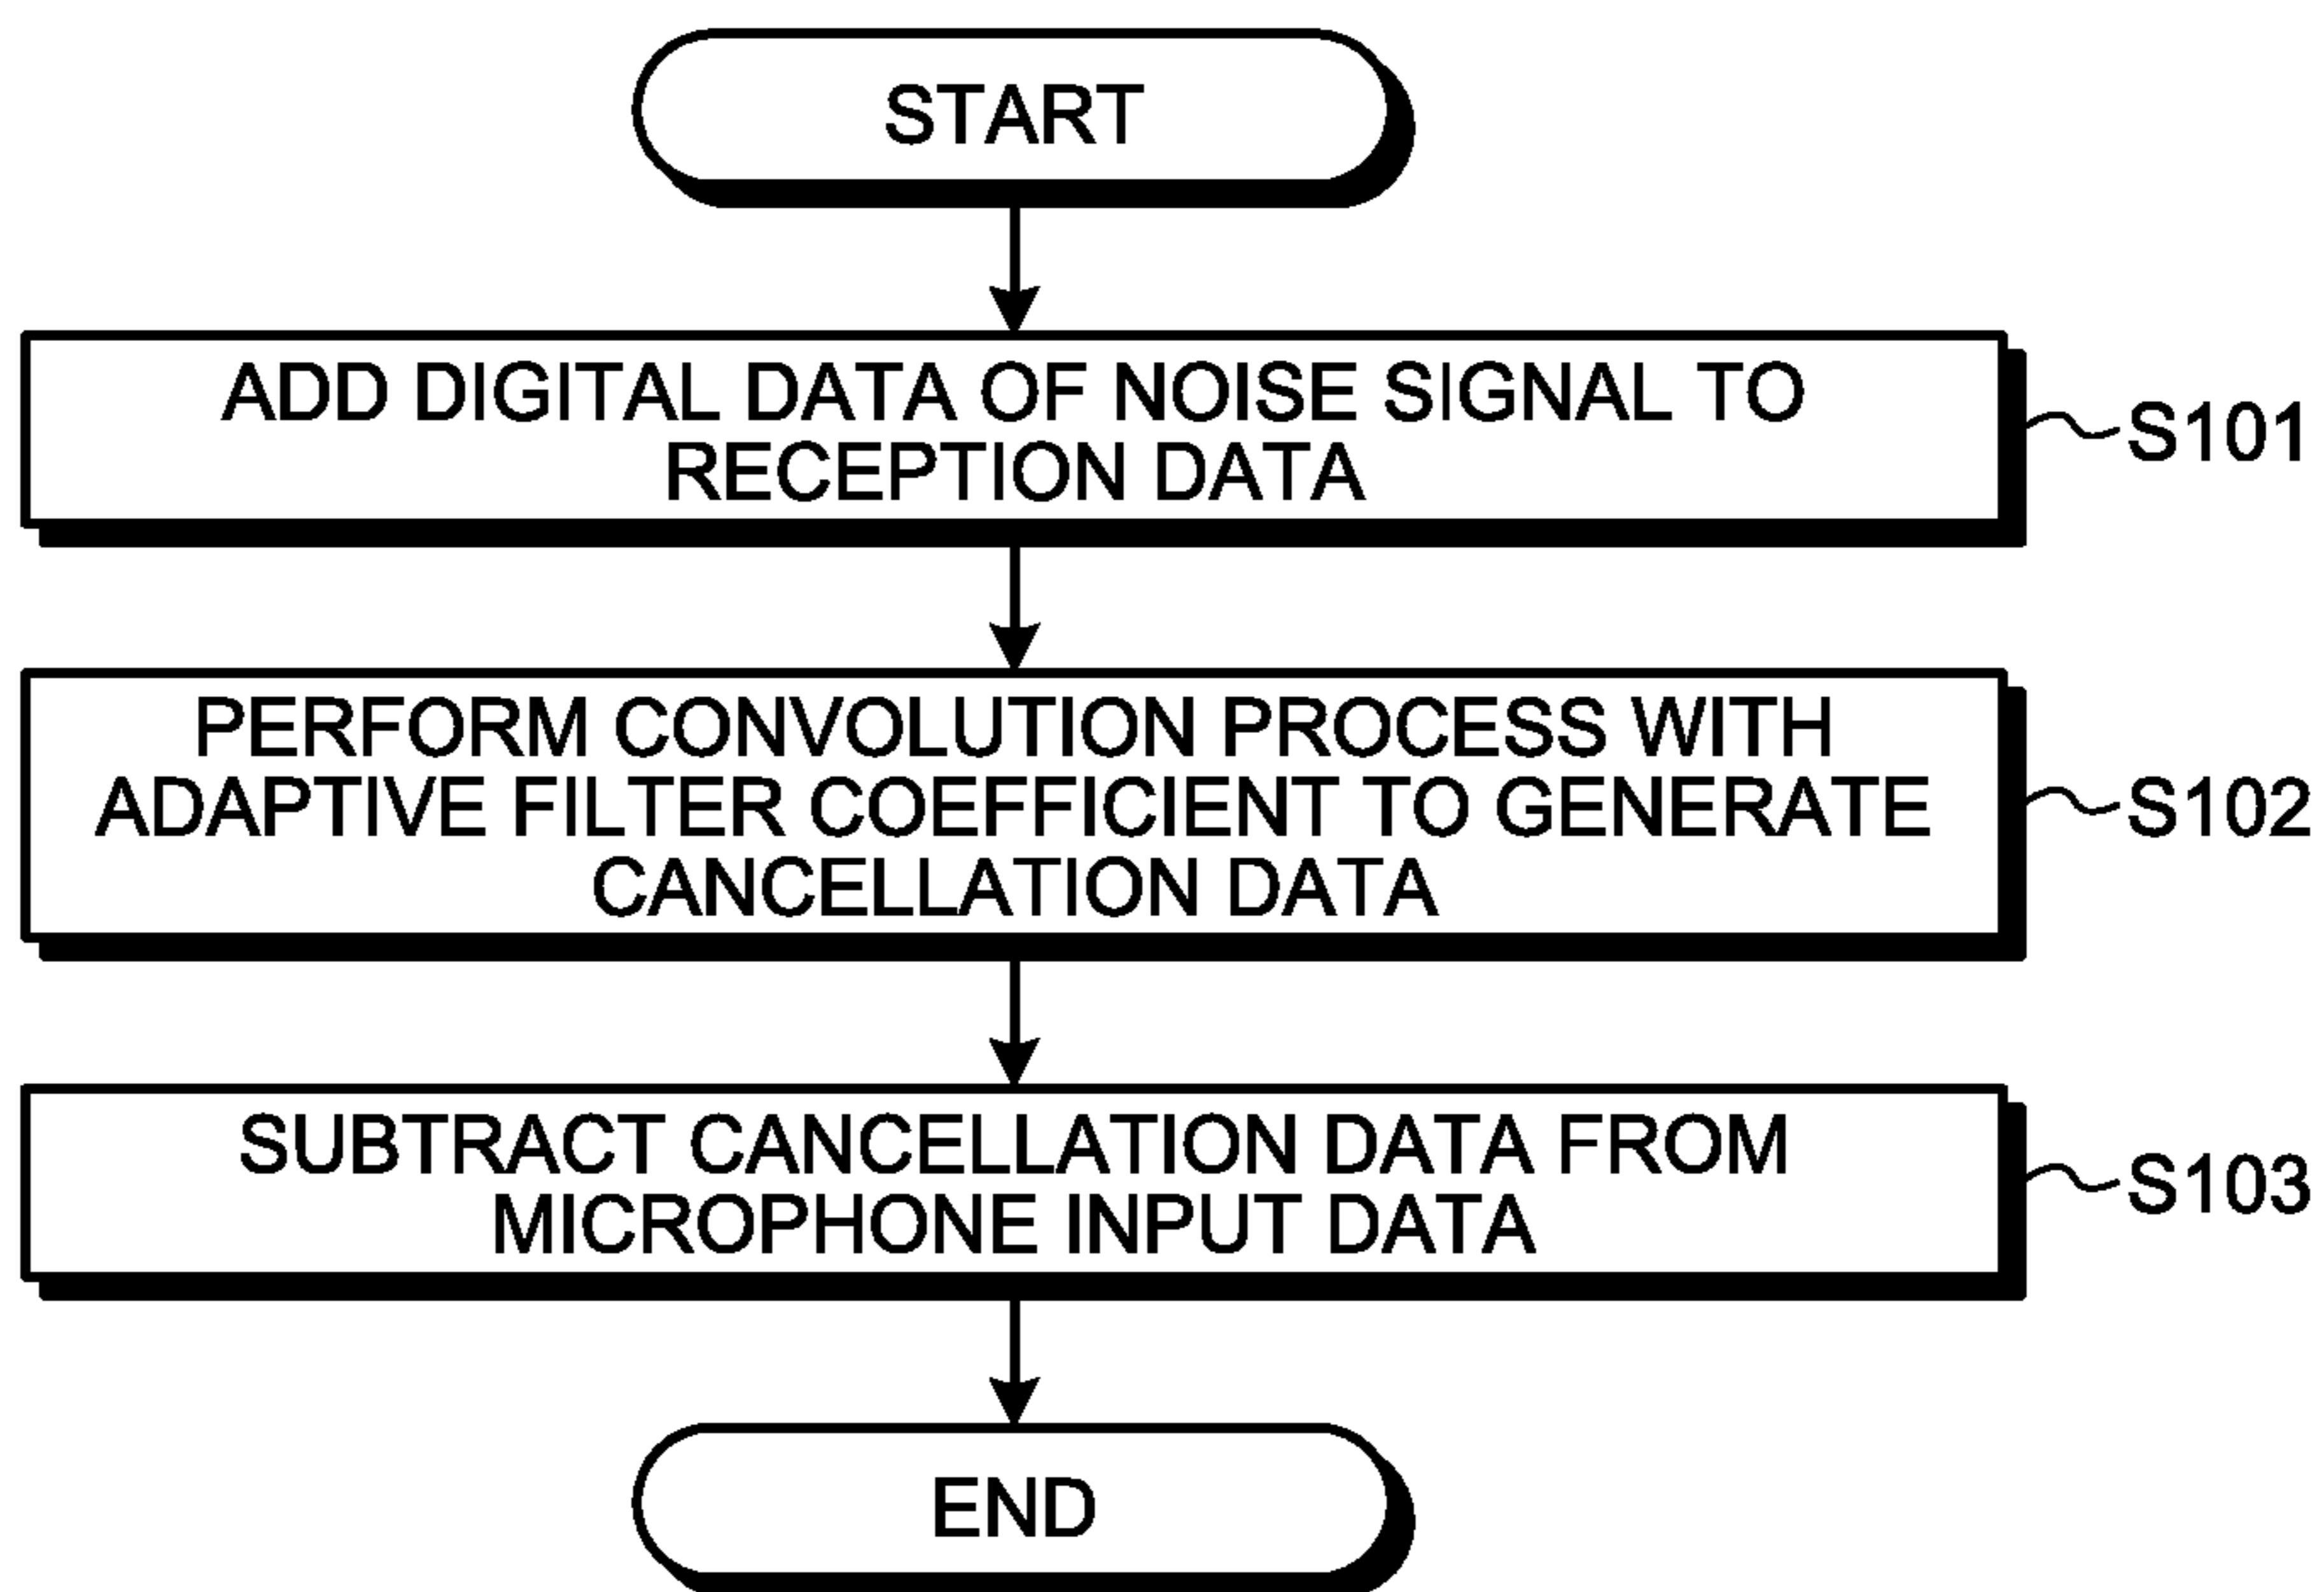 START
ADD DIGITAL DATA OF NOISE SIGNAL TO
RECEPTION DATA
S101
PERFORM CONVOLUTION PROCESS WITH
ADAPTIVE FILTER COEFFICIENT TO GENERATE
CANCELLATION DATA
S102
SUBTRACT CANCELLATION DATA FROM
MICROPHONE INPUT DATA
S103
END